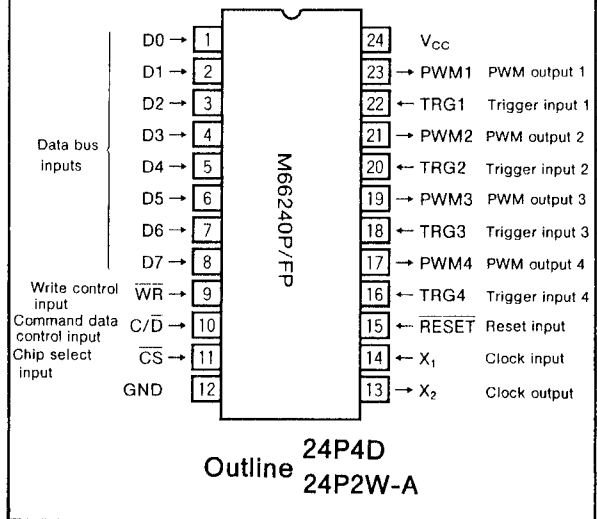 D0 → 1
D1 → 2
D2 → 3
D3 → 4
D4 → 5
D5 → 6
D6 → 7
D7 → 8
Data bus
inputs
Write control
input
W̅R̅ → 9
Command data
control input
C/D̅ → 10
Chip select
input
C̅S̅ → 11
GND 12
M66240P/FP
24 VCC
23 → PWM1 PWM output 1
22 ← TRG1 Trigger input 1
21 → PWM2 PWM output 2
20 ← TRG2 Trigger input 2
19 → PWM3 PWM output 3
18 ← TRG3 Trigger input 3
17 → PWM4 PWM output 4
16 ← TRG4 Trigger input 4
15 ← R̅E̅S̅E̅T̅ Reset input
14 ← X₁ Clock input
13 → X₂ Clock output
Outline 24P4D
24P2W-A